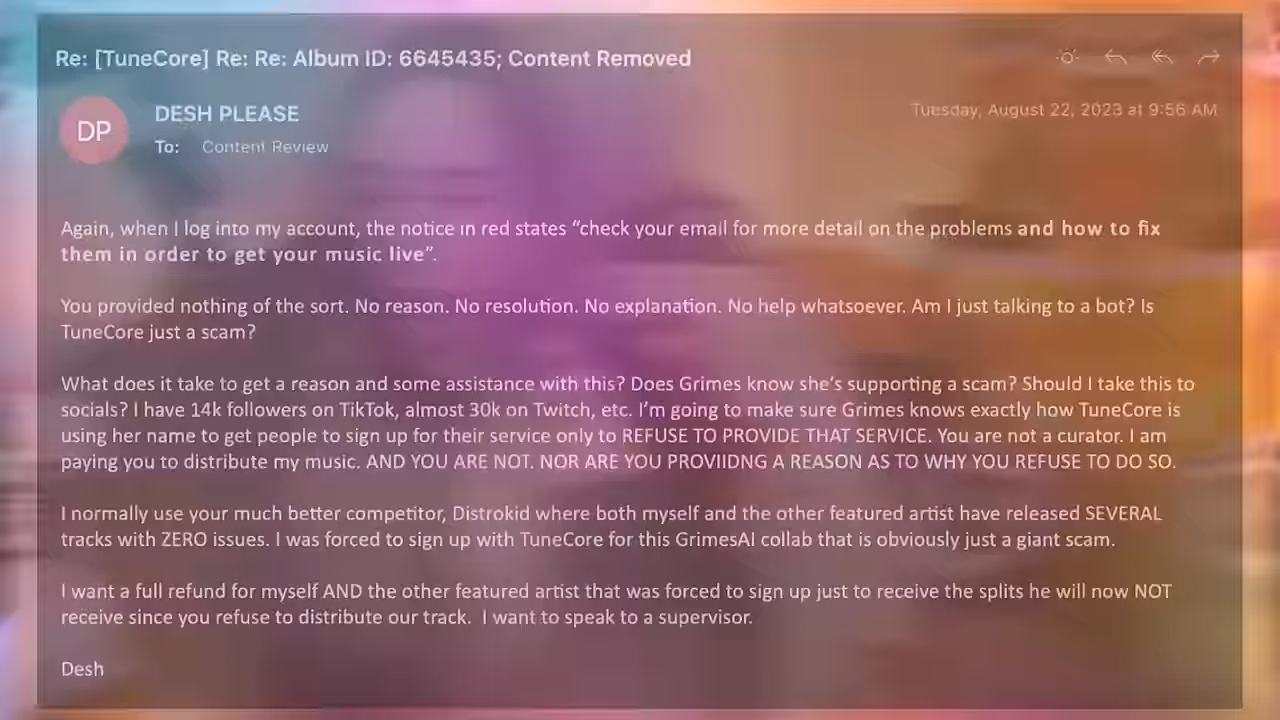 Re: [TuneCore] Re: Re: Album ID: 6645435; Content Removed
DP
DESH PLEASE
Tuesday, August 22, 2023 at 9:56 AM
To: Content Review
Again, when I log into my account, the notice in red states “check your email for more detail on the problems and how to fix
them in order to get your music live”.
You provided nothing of the sort. No reason. No resolution. No explanation. No help whatsoever. Am I just talking to a bot? Is
TuneCore just a scam?
What does it take to get a reason and some assistance with this? Does Grimes know she’s supporting a scam? Should I take this to
socials? I have 14k followers on TikTok, almost 30k on Twitch, etc. I’m going to make sure Grimes knows exactly how TuneCore is
using her name to get people to sign up for their service only to REFUSE TO PROVIDE THAT SERVICE. You are not a curator. I am
paying you to distribute my music. AND YOU ARE NOT. NOR ARE YOU PROVIIDNG A REASON AS TO WHY YOU REFUSE TO DO SO.
I normally use your much better competitor, Distrokid where both myself and the other featured artist have released SEVERAL
tracks with ZERO issues. I was forced to sign up with TuneCore for this GrimesAI collab that is obviously just a giant scam.
I want a full refund for myself AND the other featured artist that was forced to sign up just to receive the splits he will now NOT
receive since you refuse to distribute our track. I want to speak to a supervisor.
Desh